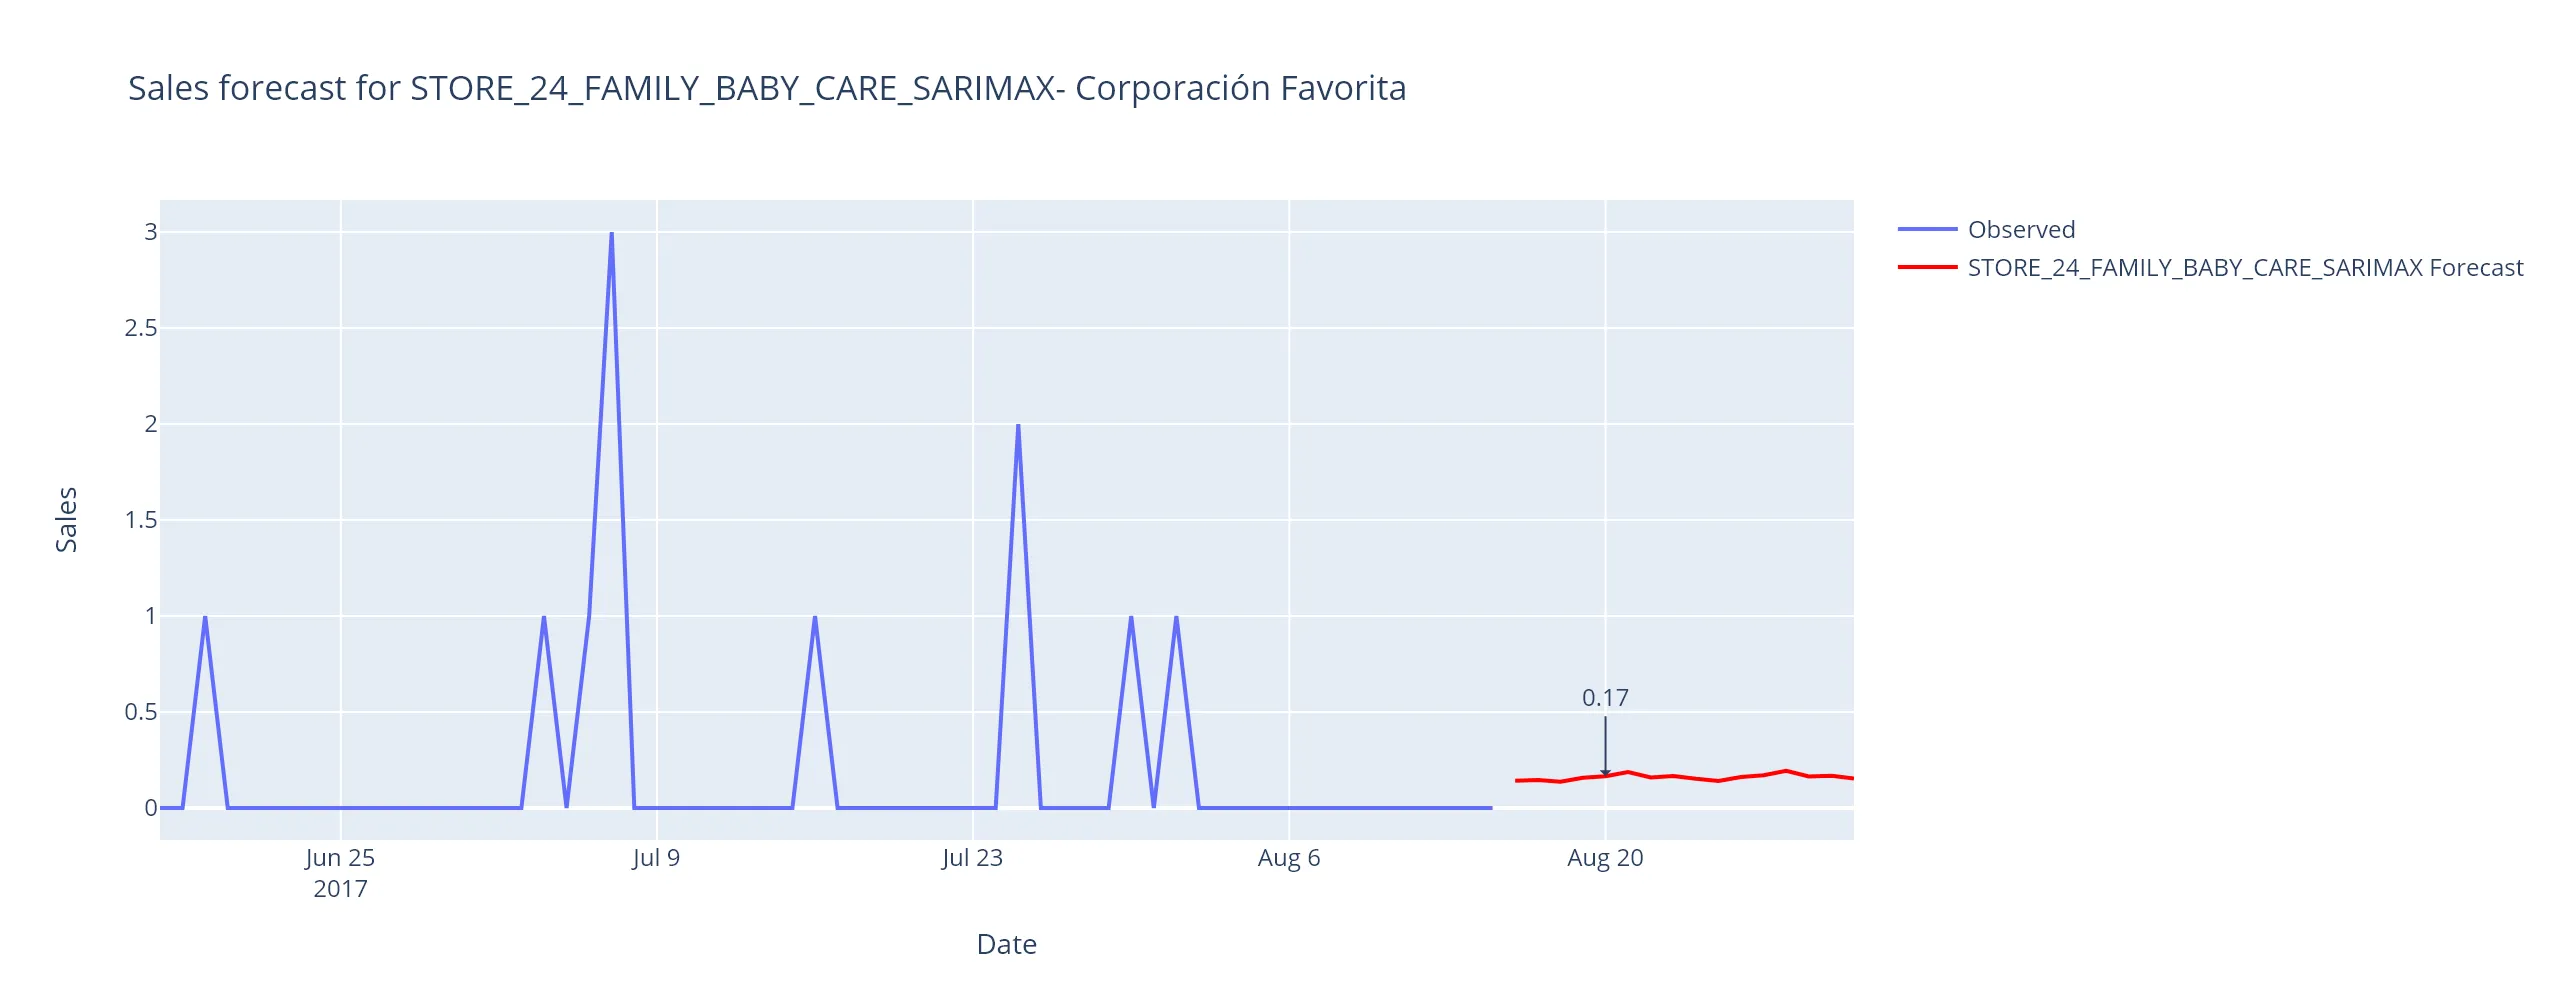 Sales forecast for STORE_24_FAMILY_BABY_CARE_SARIMAX- Corporación Favorita
Observed
STORE_24_FAMILY_BABY_CARE_SARIMAX Forecast
3
2.5
2
1.5
1
0.5
0
Sales
0.17
Jun 25
2017
Jul 9
Jul 23
Aug 6
Aug 20
Date